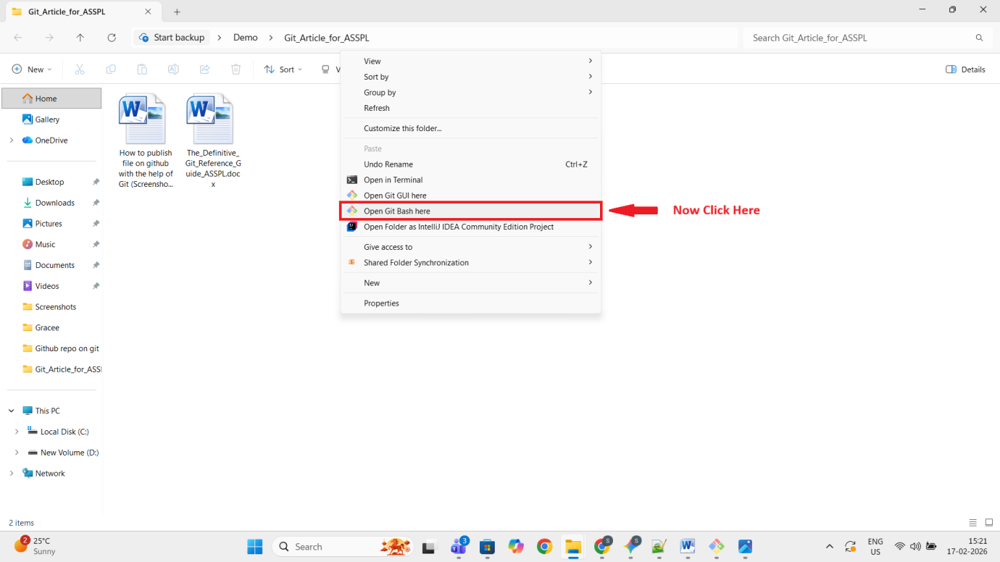 Git_Article_for_ASSPL
Start backup > Demo > Git_Article_for_ASSPL
Search Git_Article_for_ASSPL
New
Sort
V
Details
Home
Gallery
OneDrive
Desktop
Downloads
Pictures
Music
Documents
Videos
Screenshots
Gracee
Github repo on git
Git_Article_for_ASS
This PC
Local Disk (C:)
New Volume (D:)
Network
How to publish
file on github
with the help of
Git (Screensho...
The_Definitive_
Git_Reference_G
uide_ASSPL.doc
x
View
Sort by
Group by
Refresh
Customize this folder...
Paste
Undo Rename Ctrl+Z
Open in Terminal
Open Git GUI here
Open Git Bash here
Open Folder as IntelliJ IDEA Community Edition Project
Give access to
Shared Folder Synchronization
New
Properties
Now Click Here
2 items
2
25°C
Sunny
Search
3
S
S
ENG
US
15:21
17-02-2026